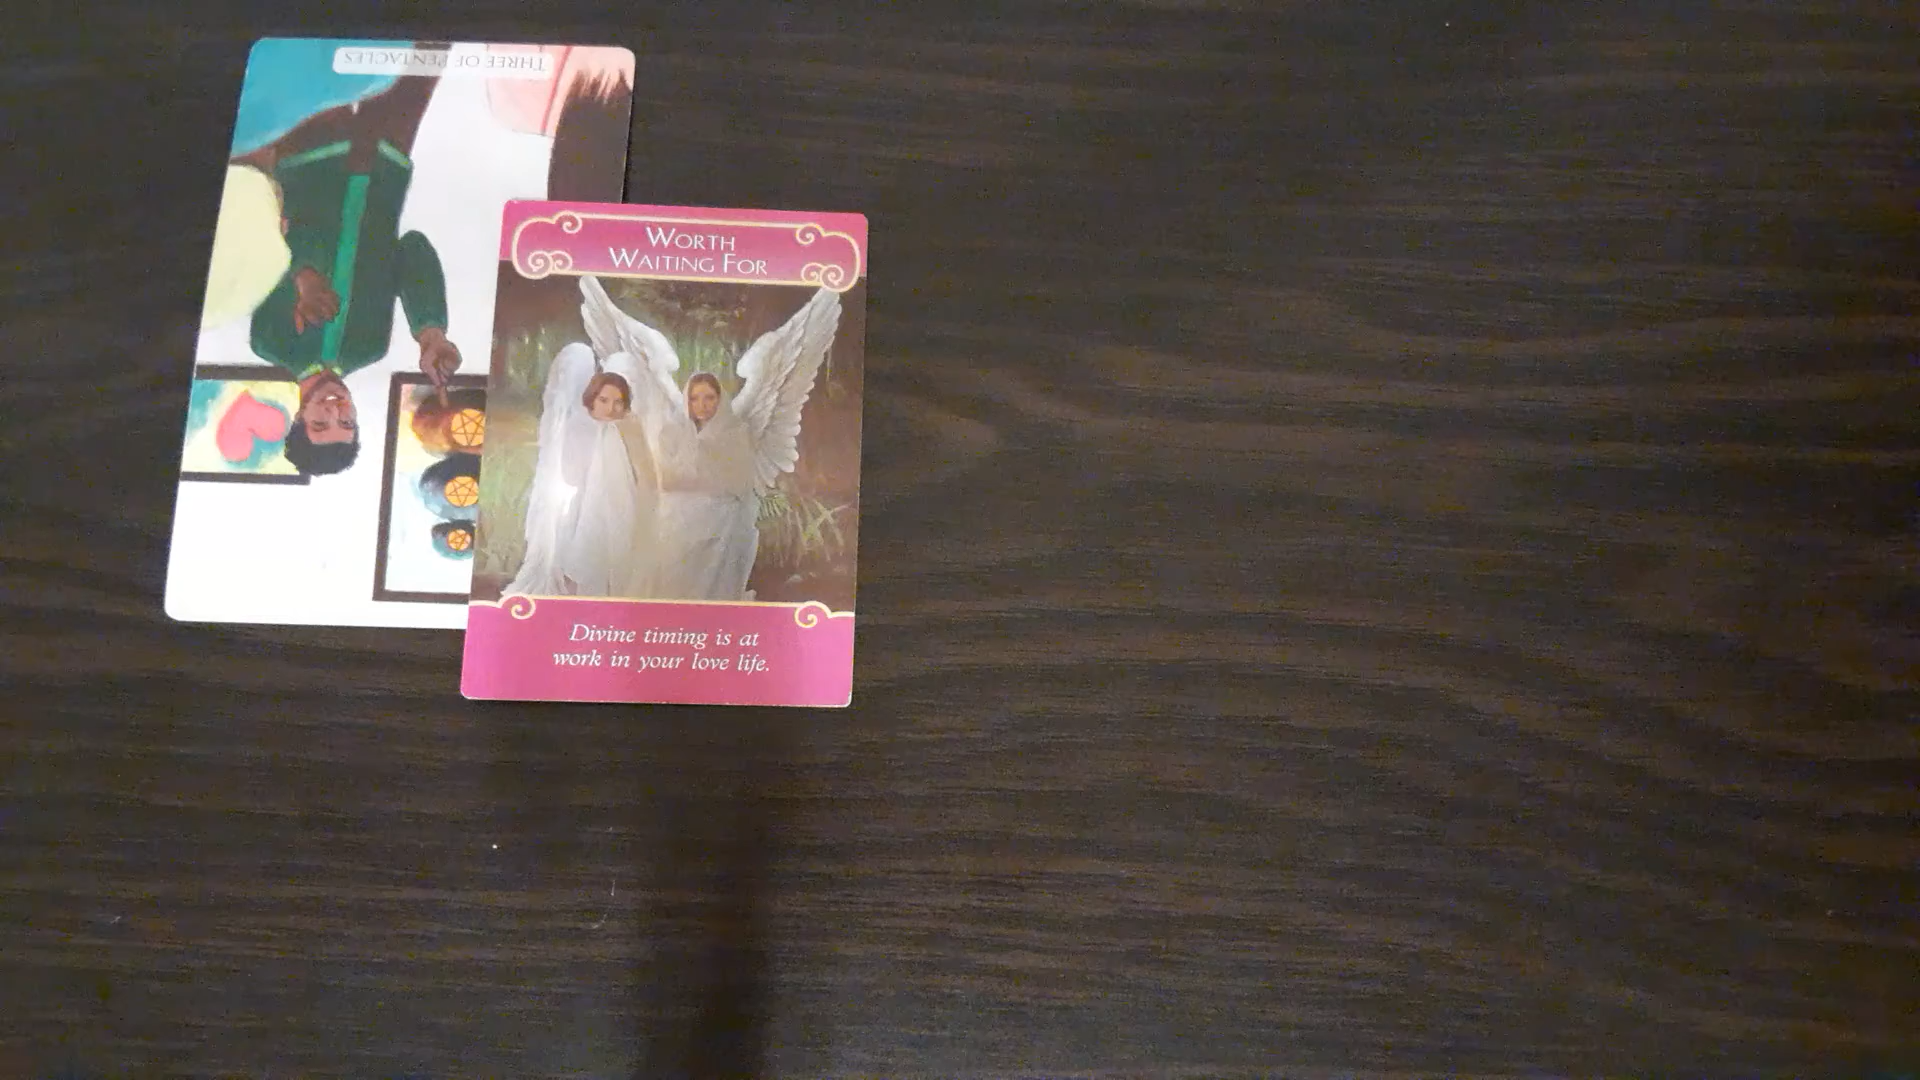 THREE OF PENTACLES
WORTH
WAITING FOR
Divine timing is at
work in your love life.